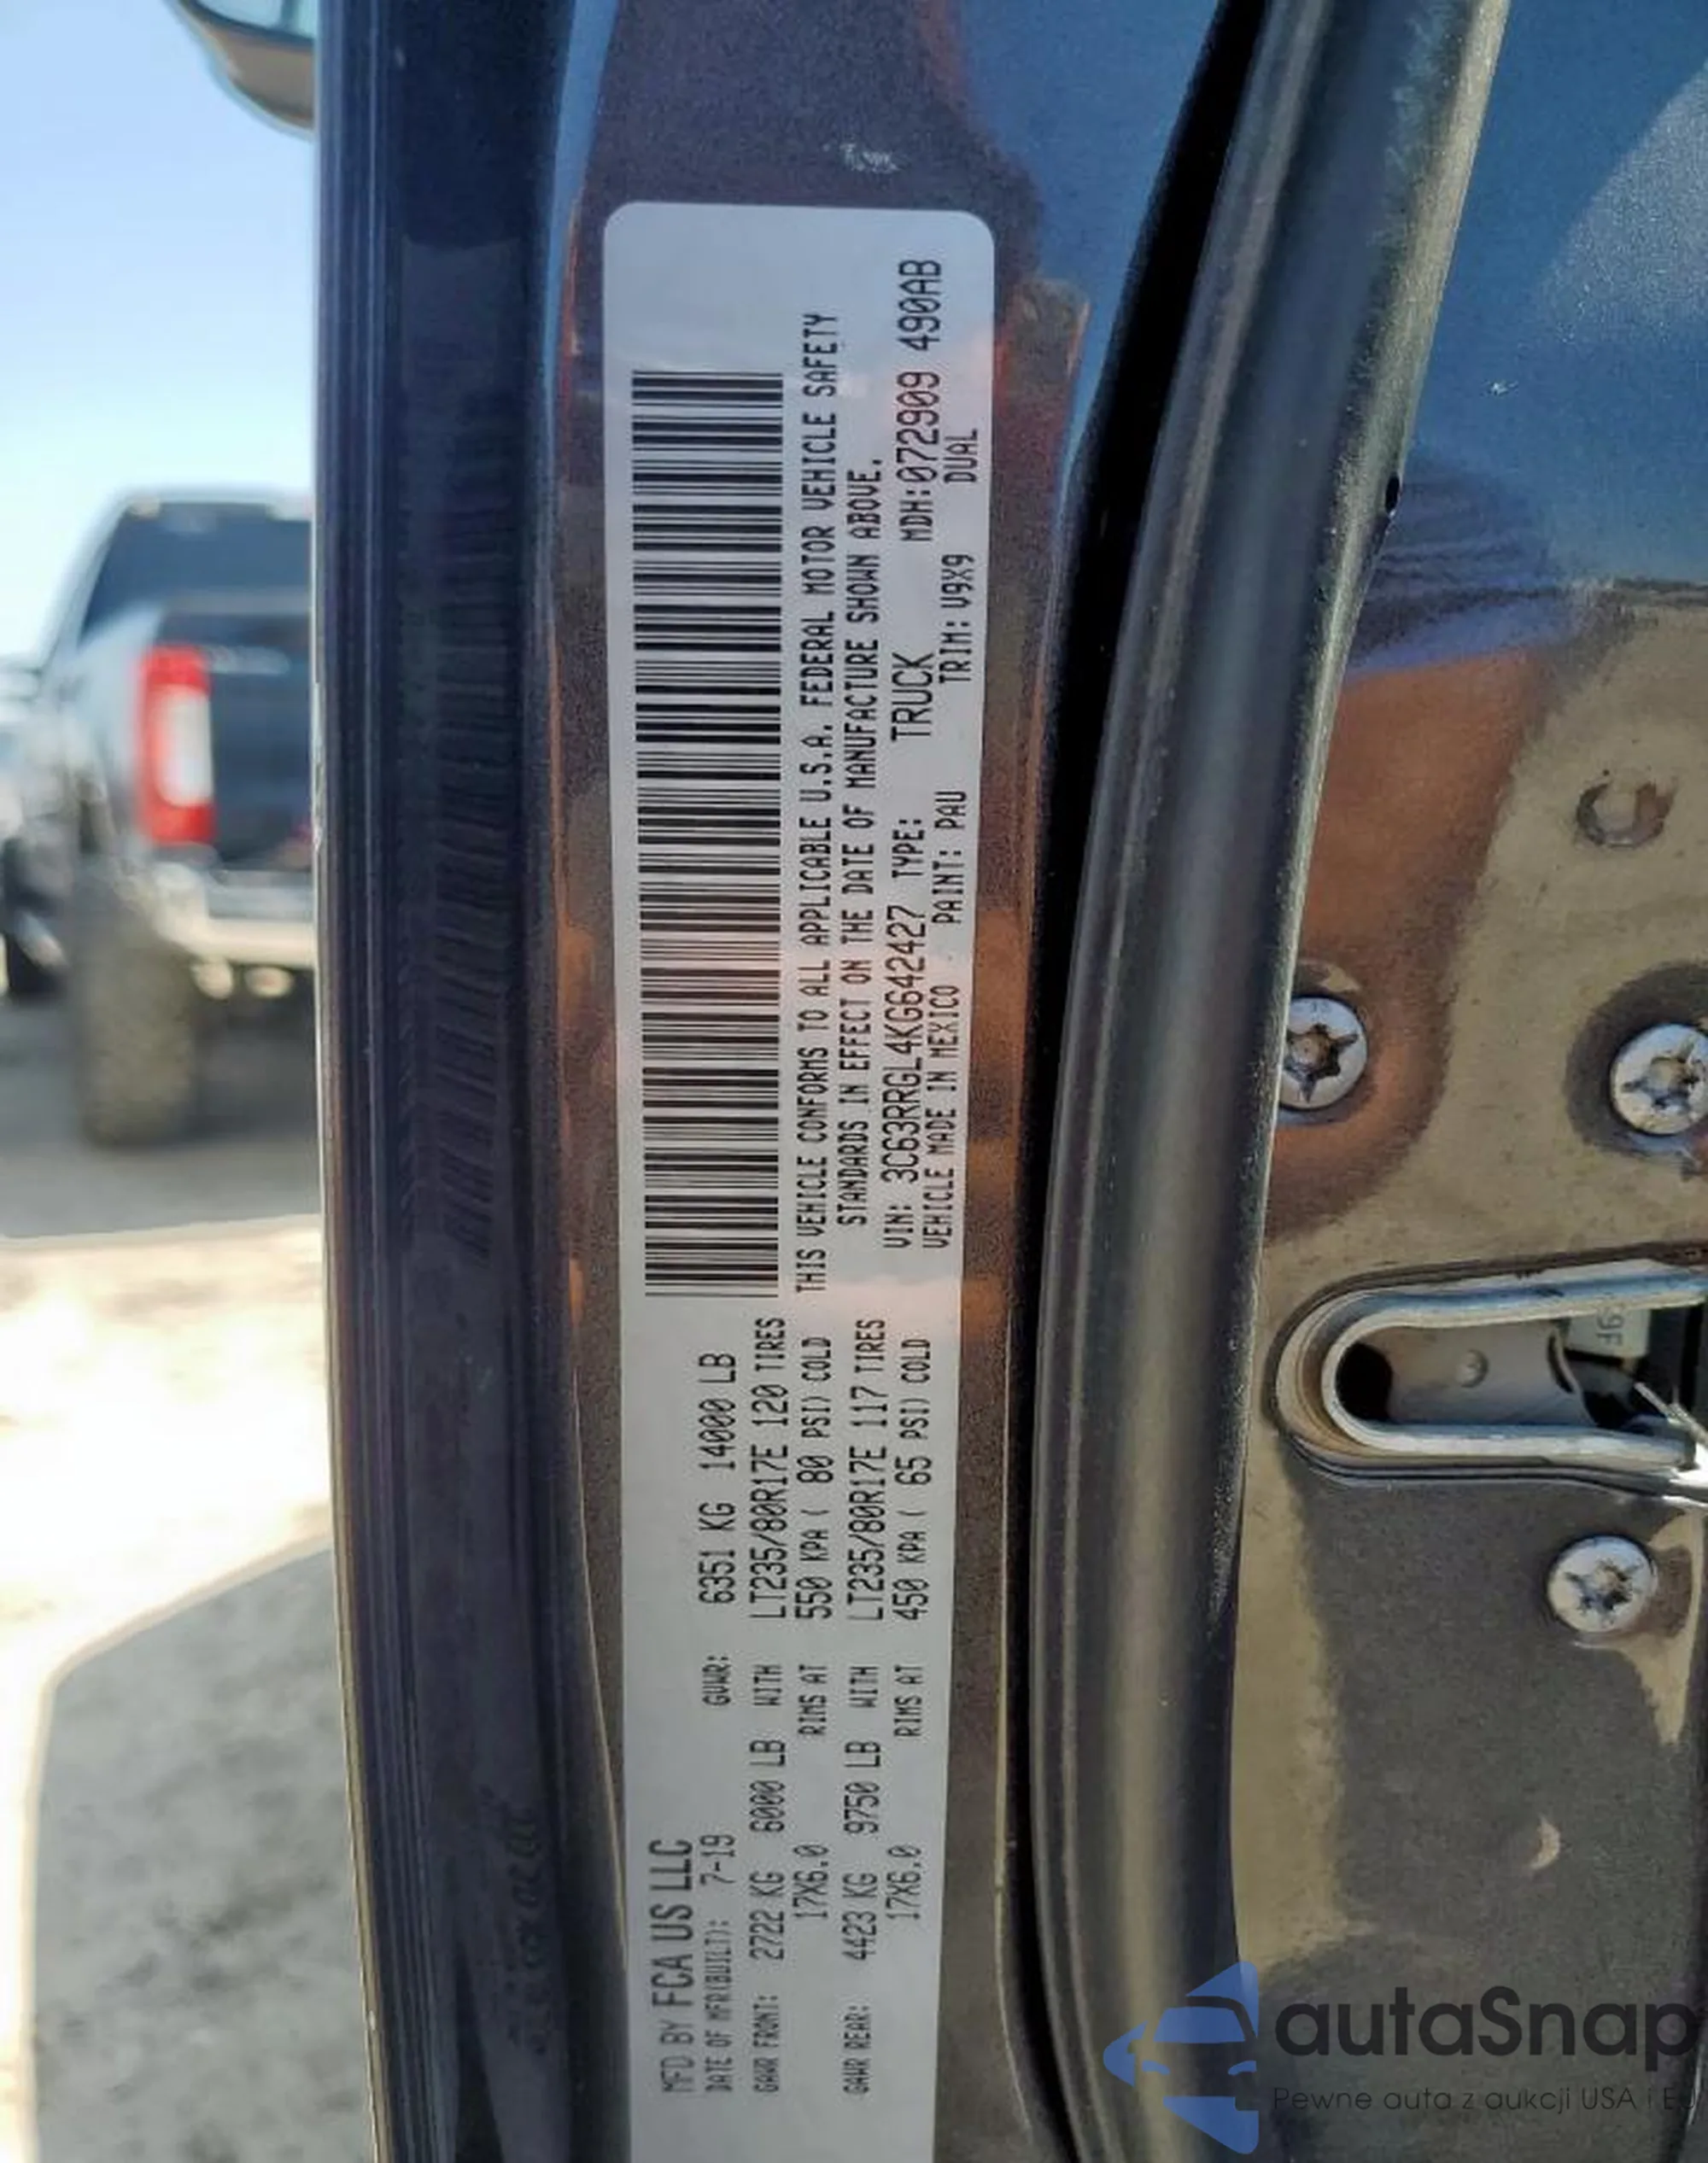 MFD BY FCA US LLC
DATE OF MFR(BUILT): 7-19 GVWR: 6351 KG 14000 LB
GAWR FRONT: 2722 KG 6000 LB WITH LT235/80R17E 120 TIRES
17X6.0 RIMS AT 550 KPA ( 80 PSI) COLD
GAWR REAR: 4423 KG 9750 LB WITH LT235/80R17E 117 TIRES
17X6.0 RIMS AT 450 KPA ( 65 PSI) COLD
THIS VEHICLE CONFORMS TO ALL APPLICABLE U.S.A. FEDERAL MOTOR VEHICLE SAFETY
STANDARDS IN EFFECT ON THE DATE OF MANUFACTURE SHOWN ABOVE.
VIN: 3C63RRGL4KG642427 TYPE: TRUCK MDH:072909 490AB
VEHICLE MADE IN MEXICO PAINT: PAU TRIM: V9X9 DUAL
9F
autaSnap
Pewne auta z aukcji USA i EU